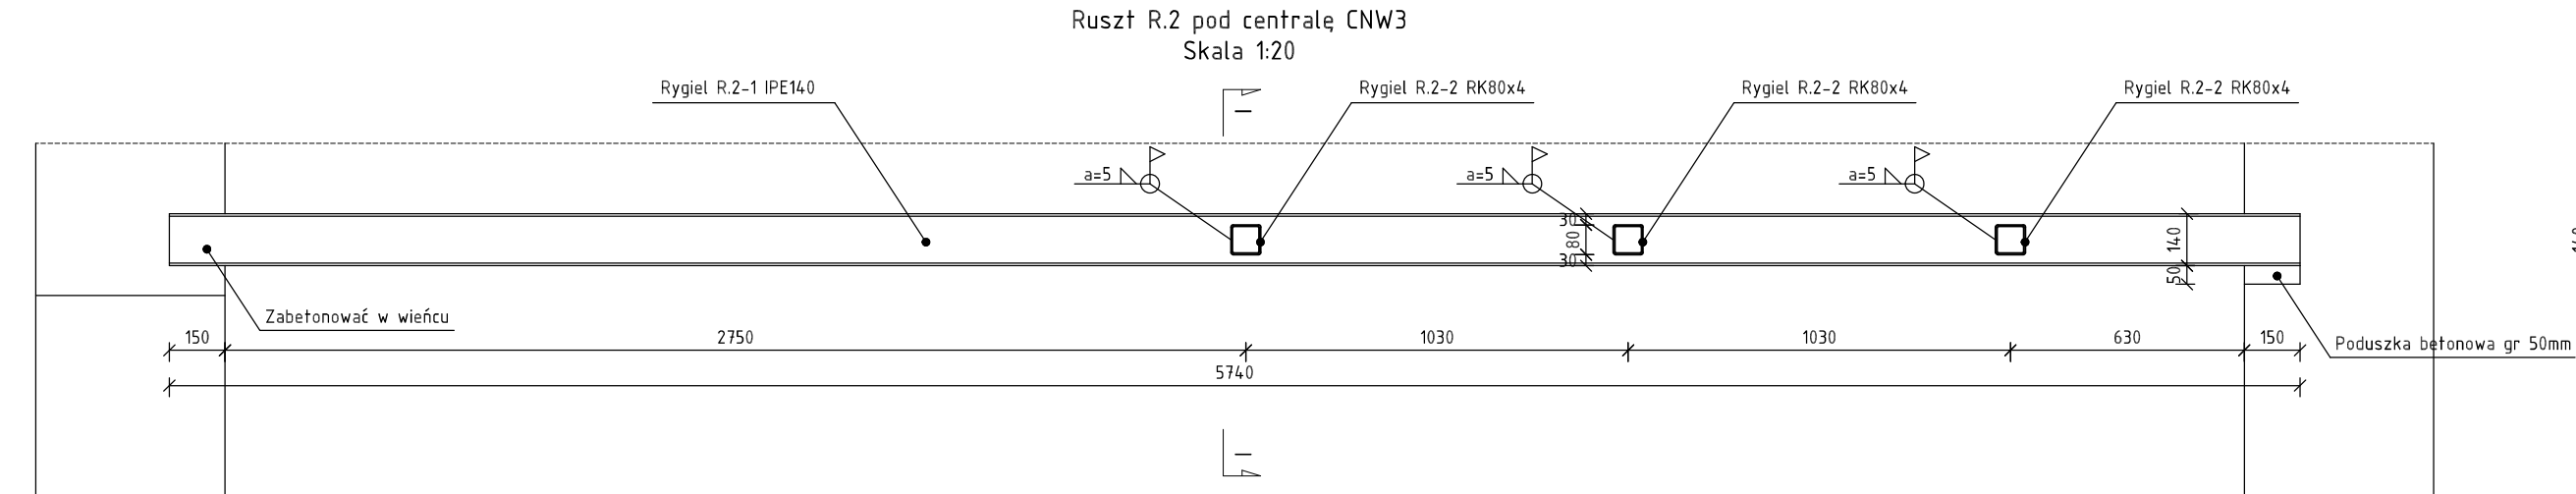 Ruszt R.2 pod centralę CNW3
Skala 1:20
Rygiel R.2-1 IPE140
Rygiel R.2-2 RK80x4
Rygiel R.2-2 RK80x4
Rygiel R.2-2 RK80x4
I
a=5
a=5
a=5
30
80
30
140
50
Zabetonować w wieńcu
150
2750
1030
1030
630
150
Poduszka betonowa gr 50mm
5740
I